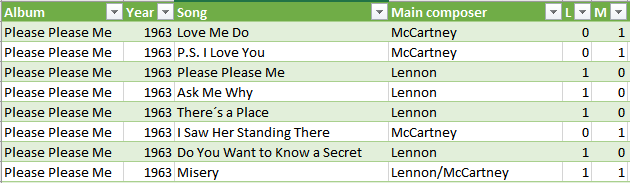 Album Year Song Main composer L M
Please Please Me 1963 Love Me Do McCartney 0 1
Please Please Me 1963 P.S. I Love You McCartney 0 1
Please Please Me 1963 Please Please Me Lennon 1 0
Please Please Me 1963 Ask Me Why Lennon 1 0
Please Please Me 1963 There´s a Place Lennon 1 0
Please Please Me 1963 I Saw Her Standing There McCartney 0 1
Please Please Me 1963 Do You Want to Know a Secret Lennon 1 0
Please Please Me 1963 Misery Lennon/McCartney 1 1